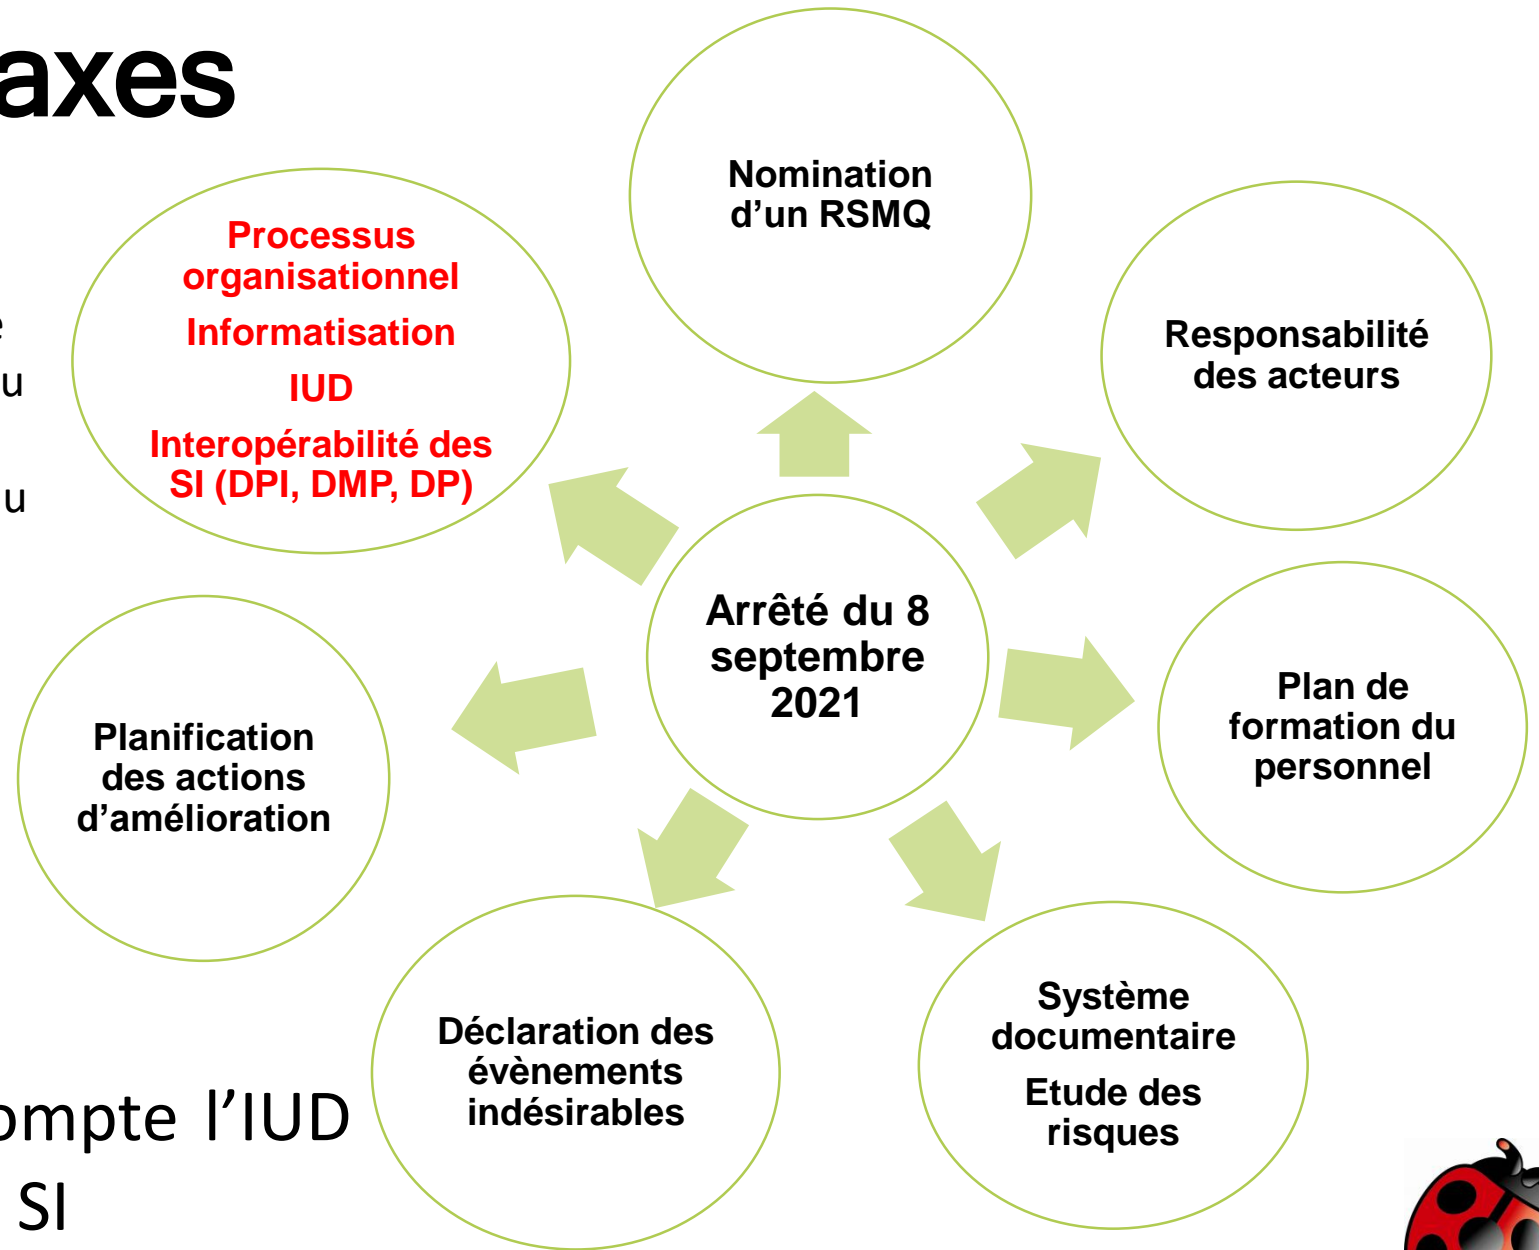 axes
Nomination
d’un RSMQ
Processus
organisationnel
Informatisation
IUD
Interopérabilité des
SI (DPI, DMP, DP)
e
u
u
Responsabilité
des acteurs
Arrêté du 8
septembre
2021
Plan de
formation du
personnel
Planification
des actions
d’amélioration
Déclaration des
évènements
indésirables
Système
documentaire
Etude des
risques
ompte l’IUD
SI